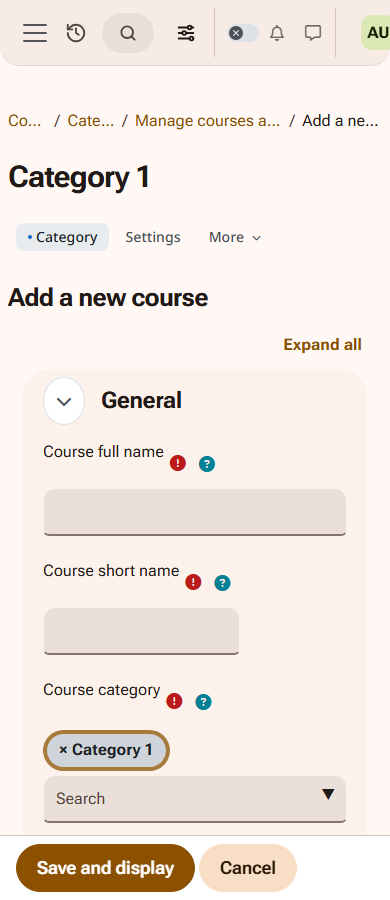 AU
Co... / Cate... / Manage courses a... / Add a ne...
Category 1
Category Settings More
Add a new course
Expand all
General
Course full name ! ?
Course short name ! ?
Course category ! ?
× Category 1
Search ▼
Save and display Cancel